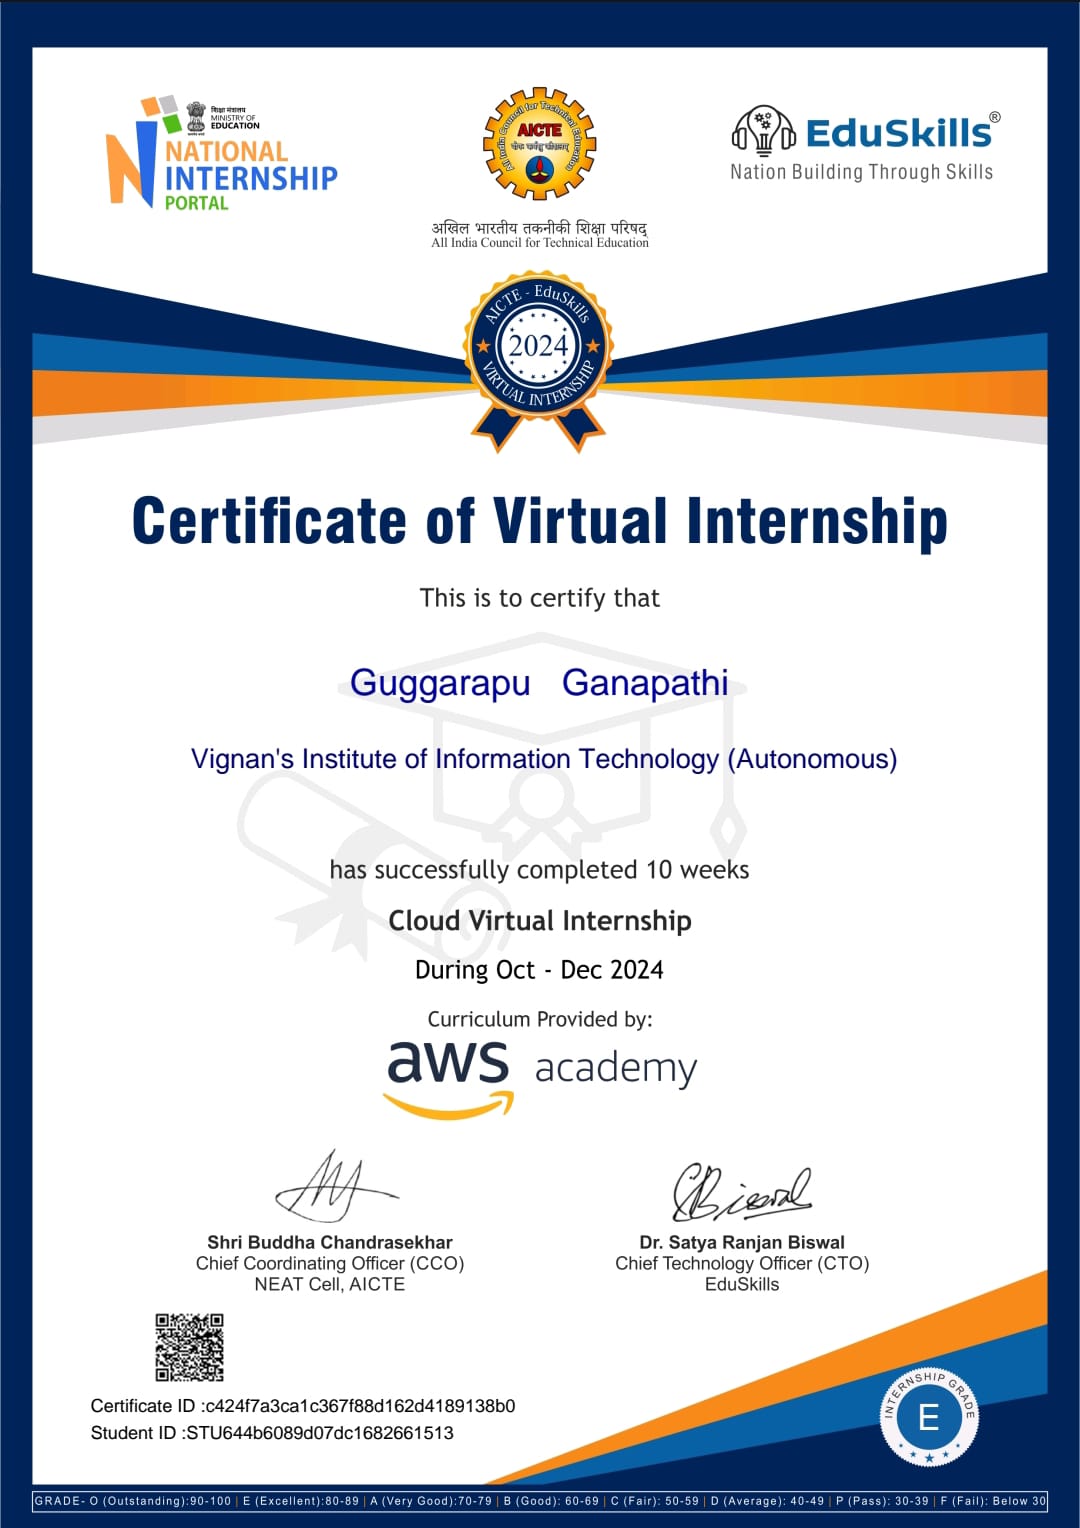 शिक्षा मंत्रालय
MINISTRY OF
EDUCATION
NATIONAL
INTERNSHIP
PORTAL
All India Council for Technical Education
AICTE
अखिल भारतीय तकनीकी शिक्षा परिषद्
All India Council for Technical Education
EduSkills®
Nation Building Through Skills
AICTE - EduSkills
2024
VIRTUAL INTERNSHIP
Certificate of Virtual Internship
This is to certify that
Guggarapu Ganapathi
Vignan's Institute of Information Technology (Autonomous)
has successfully completed 10 weeks
Cloud Virtual Internship
During Oct - Dec 2024
Curriculum Provided by:
aws academy
Shri Buddha Chandrasekhar
Chief Coordinating Officer (CCO)
NEAT Cell, AICTE
SBiswal
Dr. Satya Ranjan Biswal
Chief Technology Officer (CTO)
EduSkills
Certificate ID :c424f7a3ca1c367f88d162d4189138b0
Student ID :STU644b6089d07dc1682661513
INTERNSHIP GRADE
E
GRADE- O (Outstanding):90-100 | E (Excellent):80-89 | A (Very Good):70-79 | B (Good): 60-69 | C (Fair): 50-59 | D (Average): 40-49 | P (Pass): 30-39 | F (Fail): Below 30